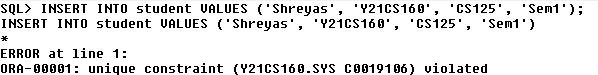 SQL> INSERT INTO student VALUES ('Shreyas', 'Y21CS160', 'CS125', 'Sem1');
INSERT INTO student VALUES ('Shreyas', 'Y21CS160', 'CS125', 'Sem1')
*
ERROR at line 1:
ORA-00001: unique constraint (Y21CS160.SYS_C0019106) violated